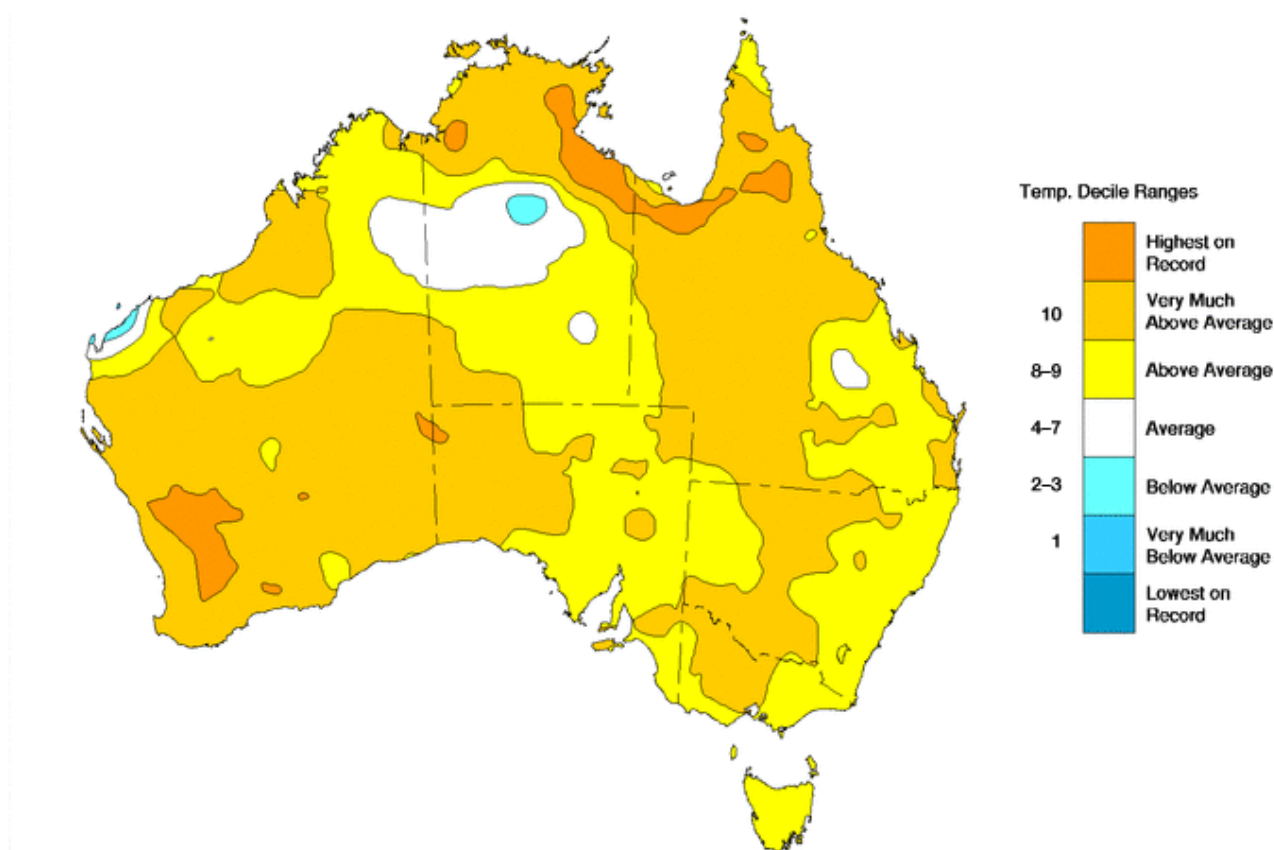 Temp. Decile Ranges
Highest on
Record
10
Very Much
Above Average
8–9
Above Average
4–7
Average
2–3
Below Average
1
Very Much
Below Average
Lowest on
Record